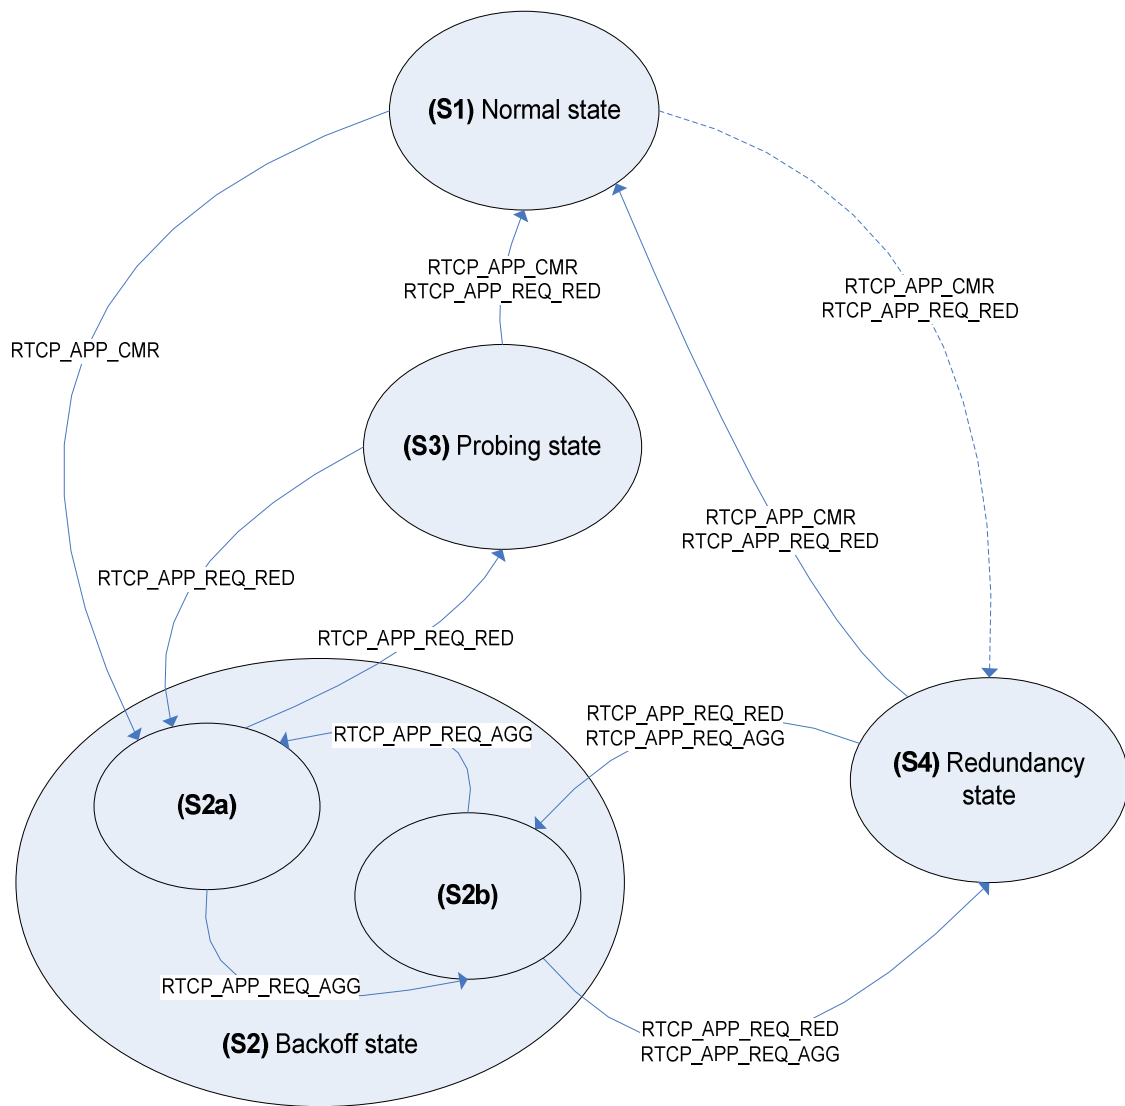 (S1) Normal state
RTCP_APP_CMR
RTCP_APP_REQ_RED
RTCP_APP_CMR
RTCP_APP_REQ_RED
RTCP_APP_CMR
(S3) Probing state
RTCP_APP_CMR
RTCP_APP_REQ_RED
RTCP_APP_REQ_RED
RTCP_APP_REQ_RED
RTCP_APP_REQ_RED
RTCP_APP_REQ_AGG
RTCP_APP_REQ_AGG
(S4) Redundancy
state
(S2a)
(S2b)
RTCP_APP_REQ_AGG
RTCP_APP_REQ_RED
RTCP_APP_REQ_AGG
(S2) Backoff state